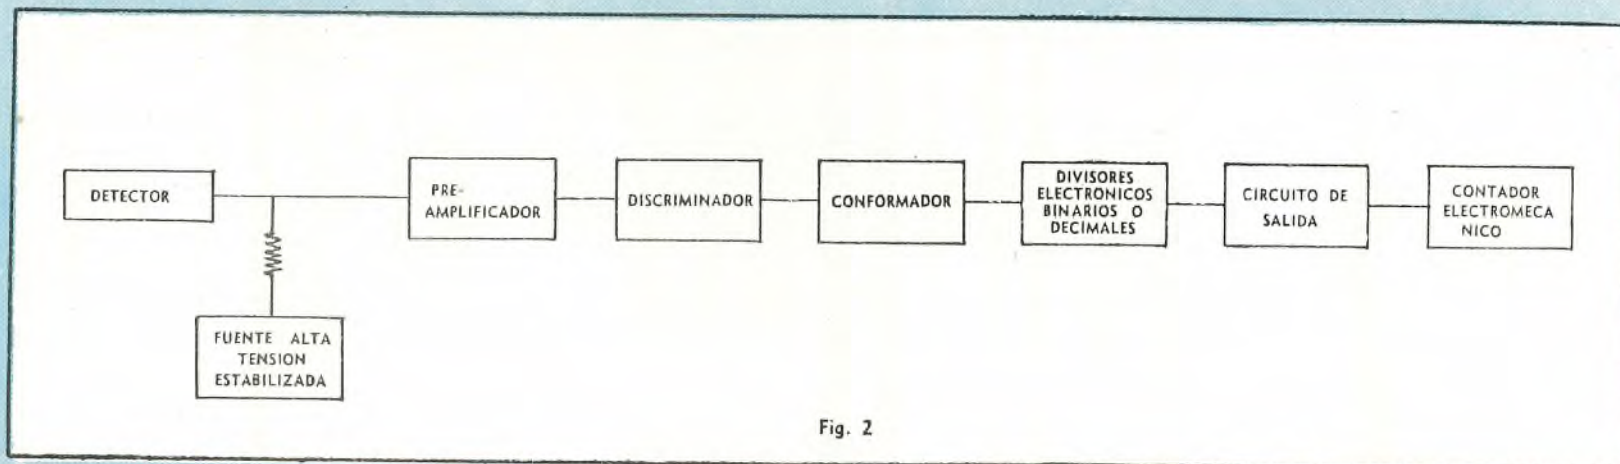 DETECTOR
PRE-
AMPLIFICADOR
DISCRIMINADOR
CONFORMADOR
DIVISORES
ELECTRONICOS
BINARIOS O
DECIMALES
CIRCUITO DE
SALIDA
CONTADOR
ELECTROMECA
NICO
FUENTE ALTA
TENSION
ESTABILIZADA
Fig. 2